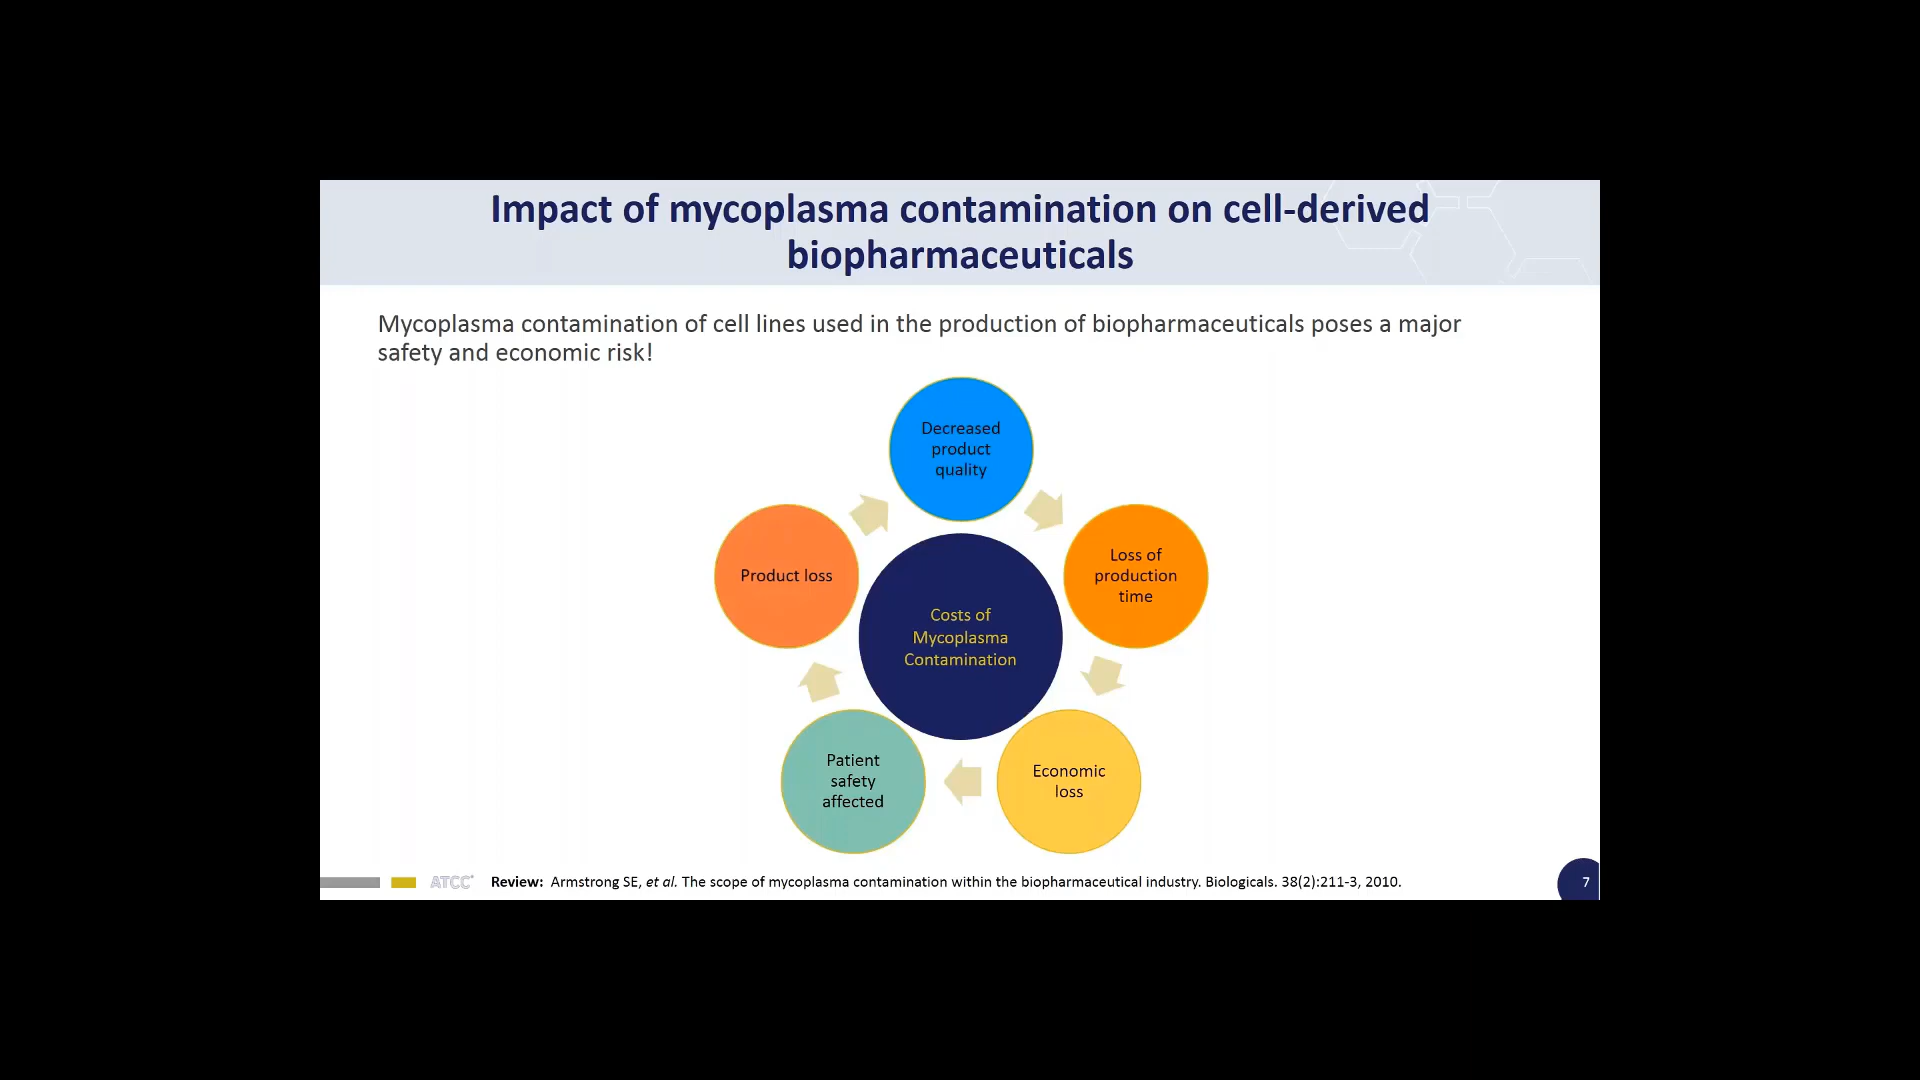 Impact of mycoplasma contamination on cell-derived
biopharmaceuticals
Mycoplasma contamination of cell lines used in the production of biopharmaceuticals poses a major
safety and economic risk!
Decreased
product
quality
Loss of
production
time
Economic
loss
Patient
safety
affected
Product loss
Costs of
Mycoplasma
Contamination
ATCC®
Review: Armstrong SE, et al. The scope of mycoplasma contamination within the biopharmaceutical industry. Biologicals. 38(2):211-3, 2010.
7